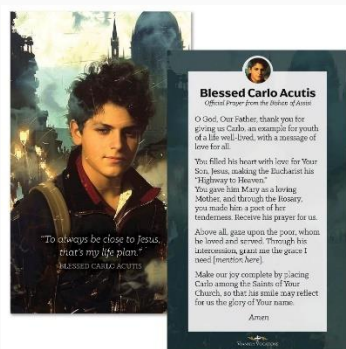 "To always be close to Jesus,
that's my life plan."
BLESSED CARLO ACUTIS
Blessed Carlo Acutis
Official Prayer from the Bishop of Assisi
O God, Our Father, thank you for
giving us Carlo, an example for youth
of a life well-lived, with a message of
love for all.
You filled his heart with love for Your
Son, Jesus, making the Eucharist his
"Highway to Heaven."
You gave him Mary as a loving
Mother, and through the Rosary,
you made him a poet of her
tenderness. Receive his prayer for us.
Above all, gaze upon the poor, whom
he loved and served. Through his
intercession, grant me the grace I
need [mention here].
Make our joy complete by placing
Carlo among the Saints of Your
Church, so that his smile may reflect
for us the glory of Your name.
Amen